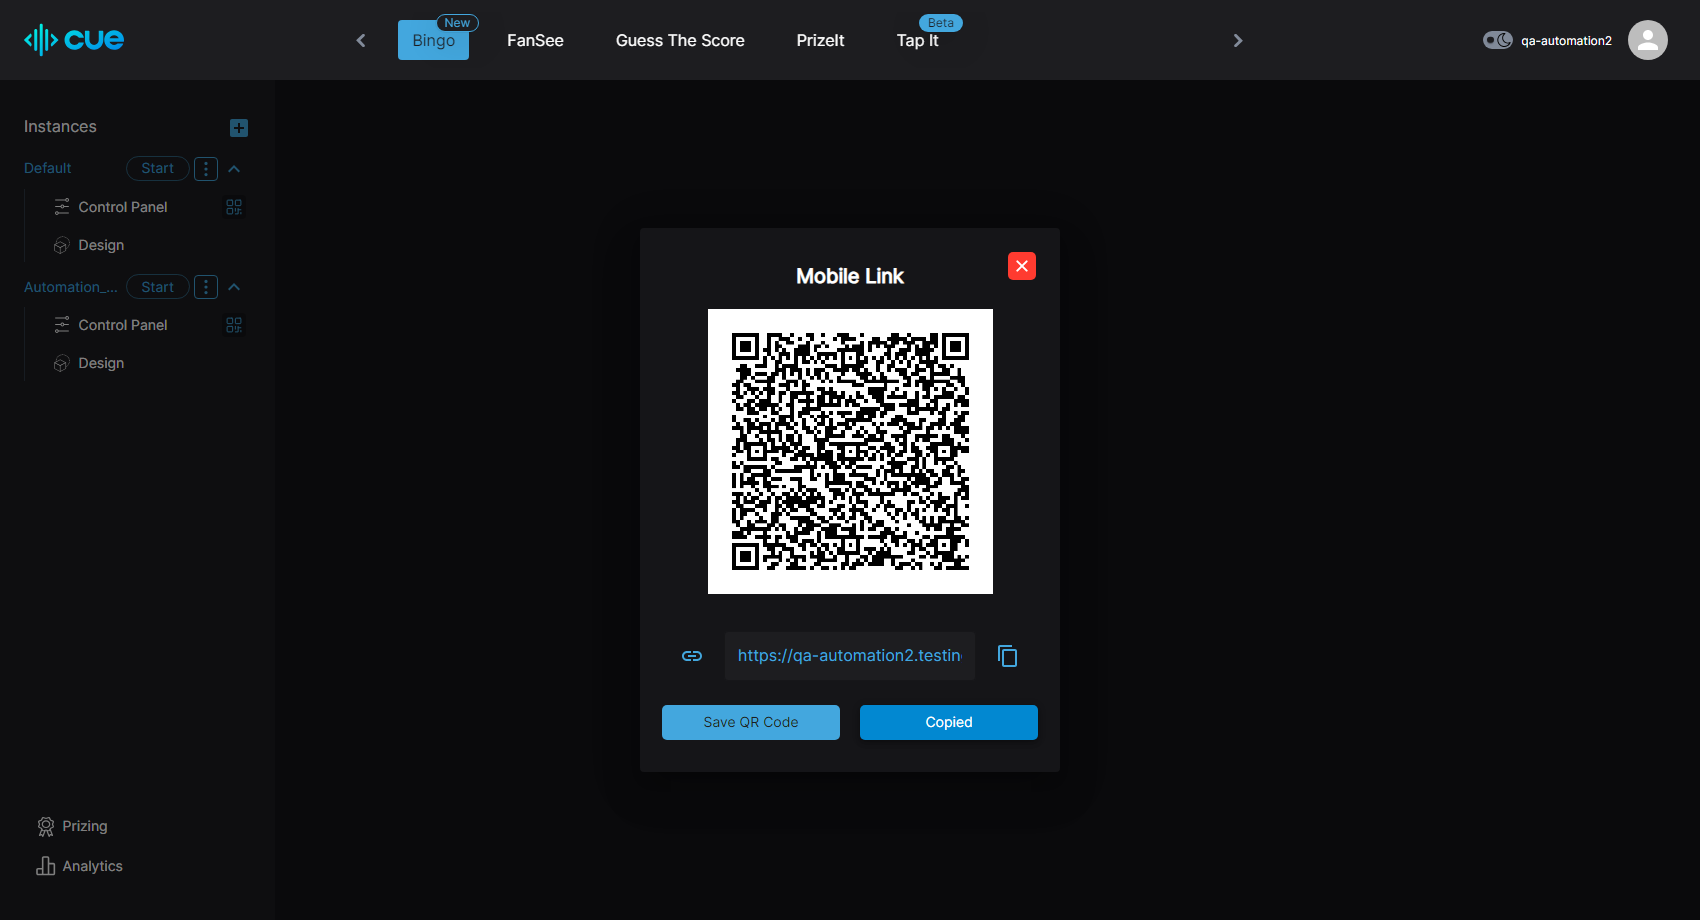 cue
New
Bingo
FanSee
Guess The Score
PrizeIt
Beta
Tap It
qa-automation2
Instances
Default
Start
Control Panel
Design
Automation_...
Start
Control Panel
Design
Mobile Link
https://qa-automation2.testin
Save QR Code
Copied
Prizing
Analytics